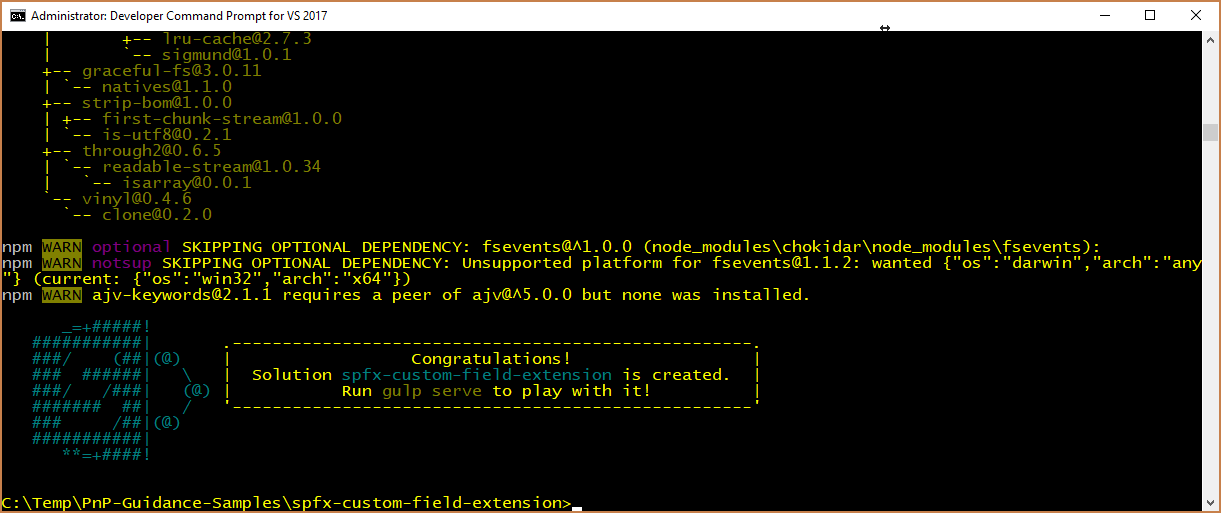 Administrator: Developer Command Prompt for VS 2017
|       +-- lru-cache@2.7.3
|       `-- sigmund@1.0.1
+-- graceful-fs@3.0.11
| `-- natives@1.1.0
+-- strip-bom@1.0.0
| +-- first-chunk-stream@1.0.0
| `-- is-utf8@0.2.1
+-- through2@0.6.5
| `-- readable-stream@1.0.34
|   `-- isarray@0.0.1
`-- vinyl@0.4.6
  `-- clone@0.2.0
npm WARN optional SKIPPING OPTIONAL DEPENDENCY: fsevents@^1.0.0 (node_modules\chokidar\node_modules\fsevents):
npm WARN notsup SKIPPING OPTIONAL DEPENDENCY: Unsupported platform for fsevents@1.1.2: wanted {"os":"darwin","arch":"any
"} (current: {"os":"win32","arch":"x64"})
npm WARN ajv-keywords@2.1.1 requires a peer of ajv@^5.0.0 but none was installed.
      _=+#####!
   ###########|       .----------------------------------------------------.
   ###/    (##|(@)    |                  Congratulations!                  |
   ###  ######|   \   |  Solution spfx-custom-field-extension is created.  |
   ###/   /###|   (@) |           Run gulp serve to play with it!          |
   #######  ##|   /   '----------------------------------------------------'
   ###     /##|(@)
   ###########|
      **=+####!
C:\Temp\PnP-Guidance-Samples\spfx-custom-field-extension>